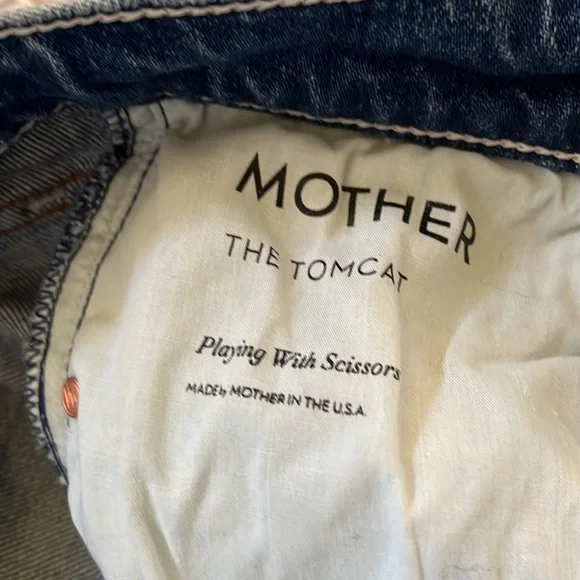 MOTHER
THE TOMCAT
Playing With Scissors
MADE by MOTHER IN THE U.S.A.